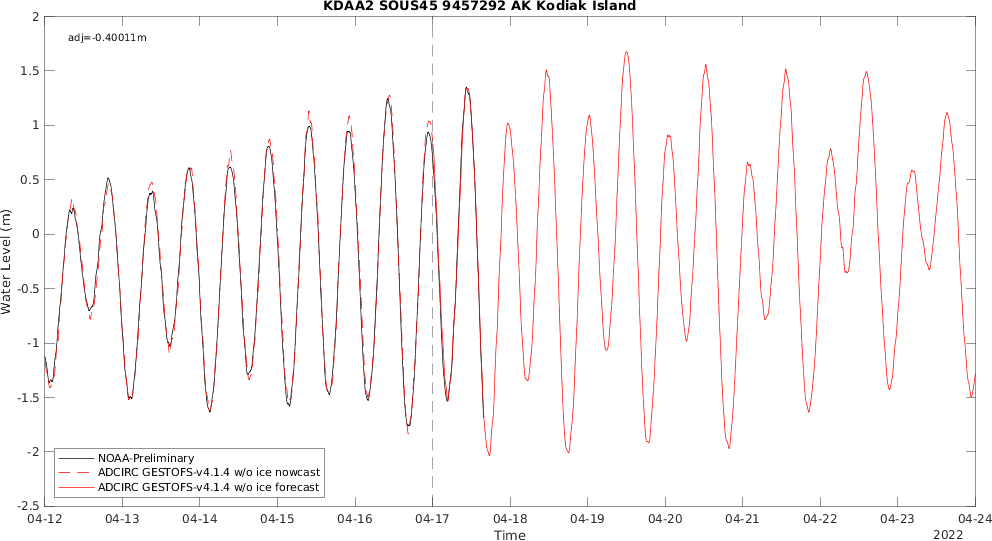 KDAA2 SOUS45 9457292 AK Kodiak Island
adj=-0.40011m
2
1.5
1
0.5
0
-0.5
-1
-1.5
-2
-2.5
Water Level (m)
NOAA-Preliminary
ADCIRC GESTOFS-v4.1.4 w/o ice nowcast
ADCIRC GESTOFS-v4.1.4 w/o ice forecast
04-12 04-13 04-14 04-15 04-16 04-17 04-18 04-19 04-20 04-21 04-22 04-23 04-24
Time
2022